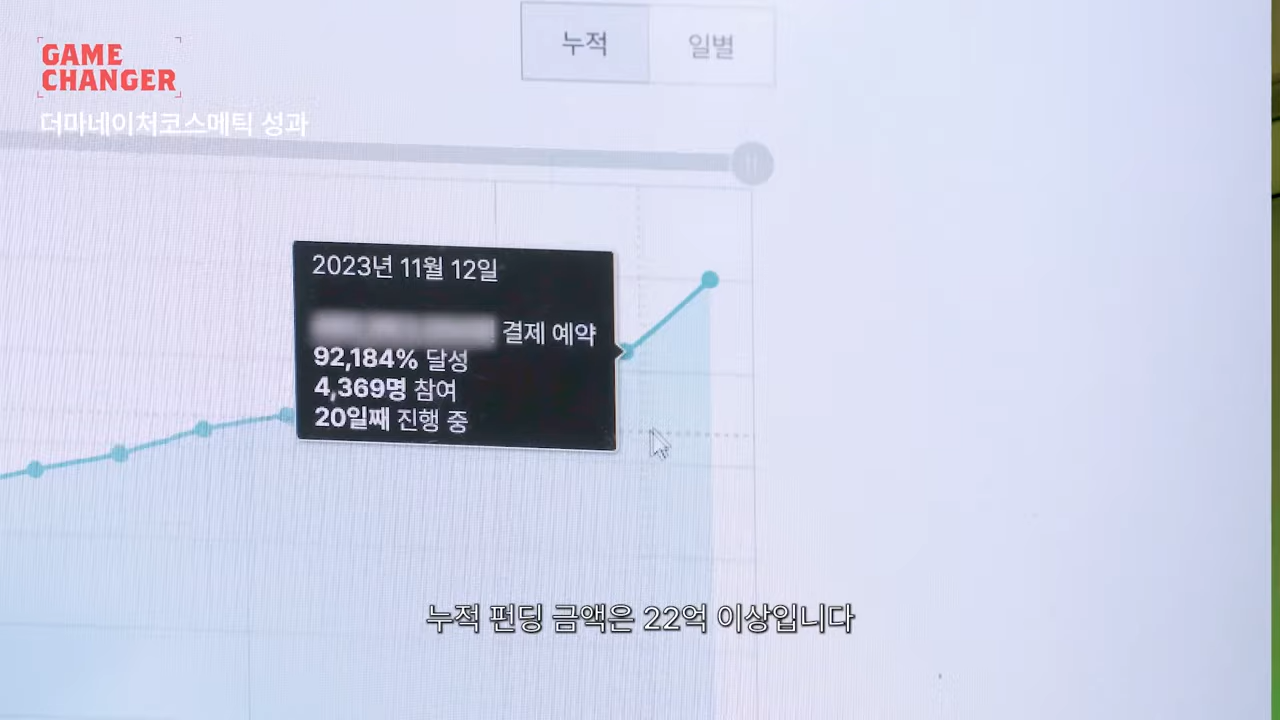 누적 일별
GAME
CHANGER
더마네이처코스메틱 성과
2023년 11월 12일
결제 예약
92,184% 달성
4,369명 참여
20일째 진행 중
누적 펀딩 금액은 22억 이상입니다